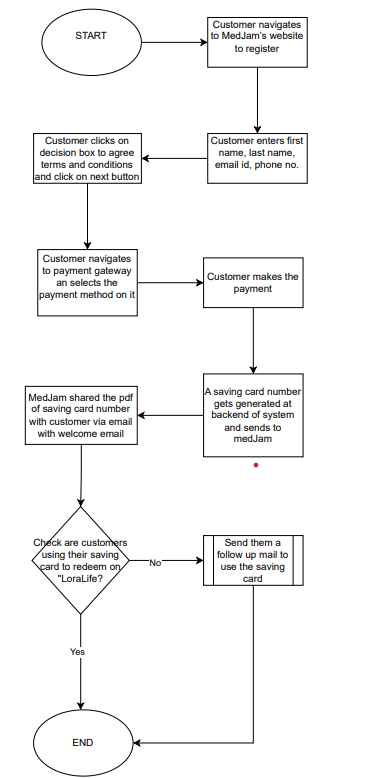 START
Customer navigates
to MedJam's website
to register
Customer enters first
name, last name,
email id, phone no.
Customer clicks on
decision box to agree
terms and conditions
and click on next button
Customer navigates
to payment gateway
an selects the
payment method on it
Customer makes the
payment
A saving card number
gets generated at
backend of system
and sends to
medJam
MedJam shared the pdf
of saving card number
with customer via email
with welcome email
Check are customers
using their saving
card to redeem on
"LoraLife?
No
Send them a
follow up mail to
use the saving
card
Yes
END